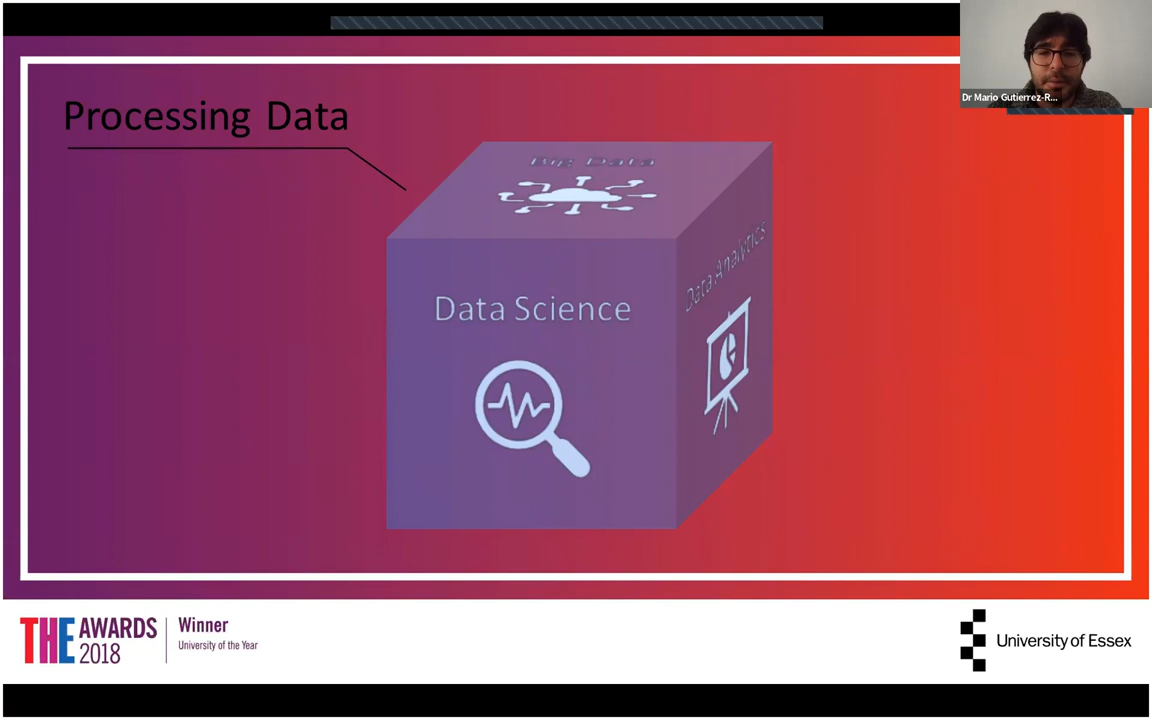 Dr Mario Gutierrez-R...
Processing Data
Big Data
Data Analytics
Data Science
THE AWARDS
2018
Winner
University of the Year
University of Essex